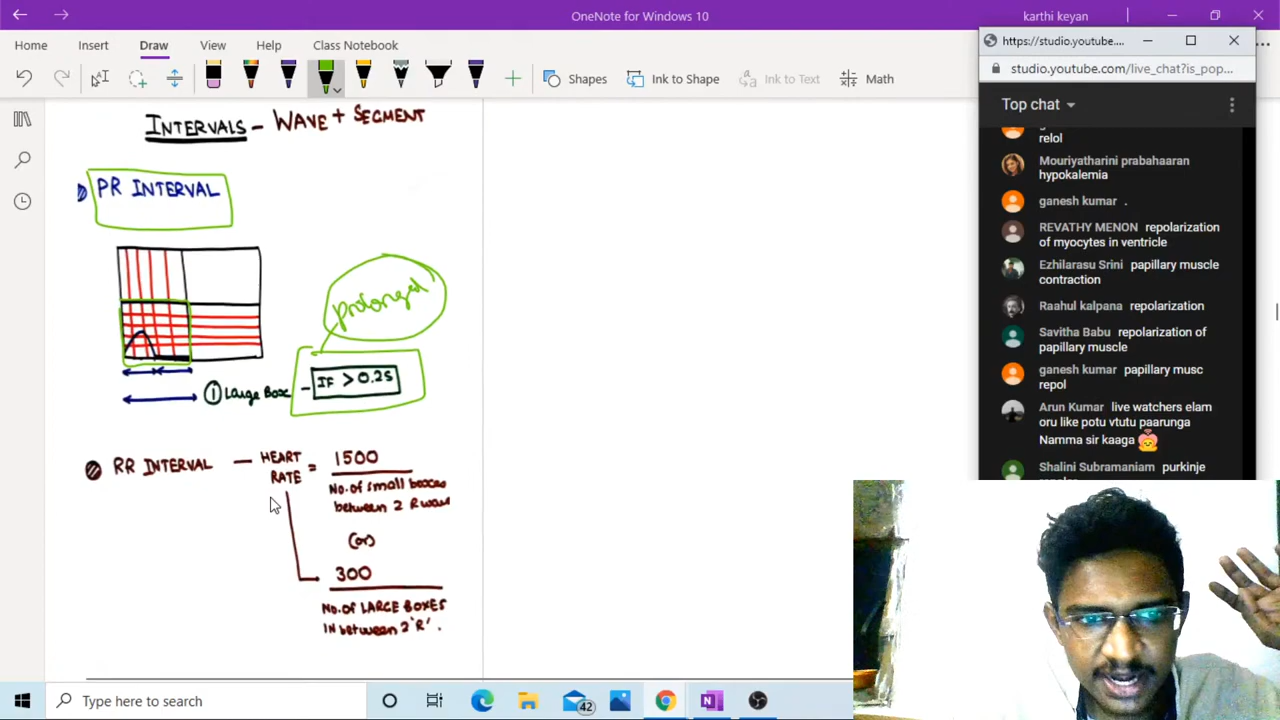 OneNote for Windows 10
karthi keyan
Home Insert Draw View Help Class Notebook
Shapes Ink to Shape Ink to Text Math
INTERVALS - WAVE + SEGMENT
PR INTERVAL
prolonged
① Large Box - IF > 0.2s
RR INTERVAL — HEART RATE = 1500
No. of small boxes
between 2 R wave
(or)
300
No. of LARGE BOXES
IN between 2 'R'.
https://studio.youtube....
studio.youtube.com/live_chat?is_pop...
Top chat
relol
Mouriyatharini prabahaaran
hypokalemia
ganesh kumar .
REVATHY MENON repolarization
of myocytes in ventricle
Ezhilarasu Srini papillary muscle
contraction
Raahul kalpana repolarization
Savitha Babu repolarization of
papillary muscle
ganesh kumar papillary musc
repol
Arun Kumar live watchers elam
oru like potu vtutu paarunga
Namma sir kaaga
Shalini Subramaniam purkinje
Type here to search
42